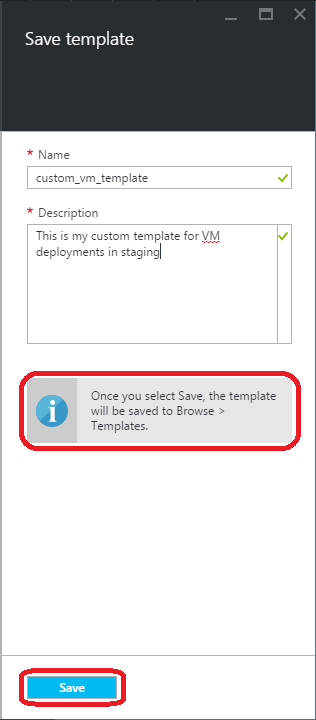 Save template
* Name
custom_vm_template
* Description
This is my custom template for VM
deployments in staging
Once you select Save, the template
will be saved to Browse >
Templates.
Save